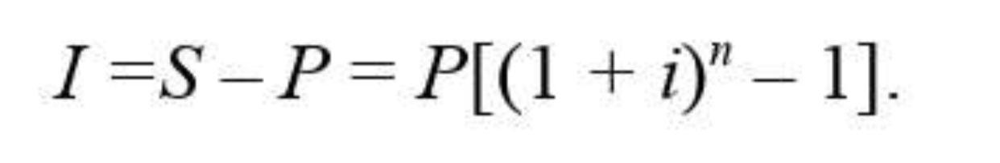 I = S – P = P[(1 + i)ⁿ – 1].